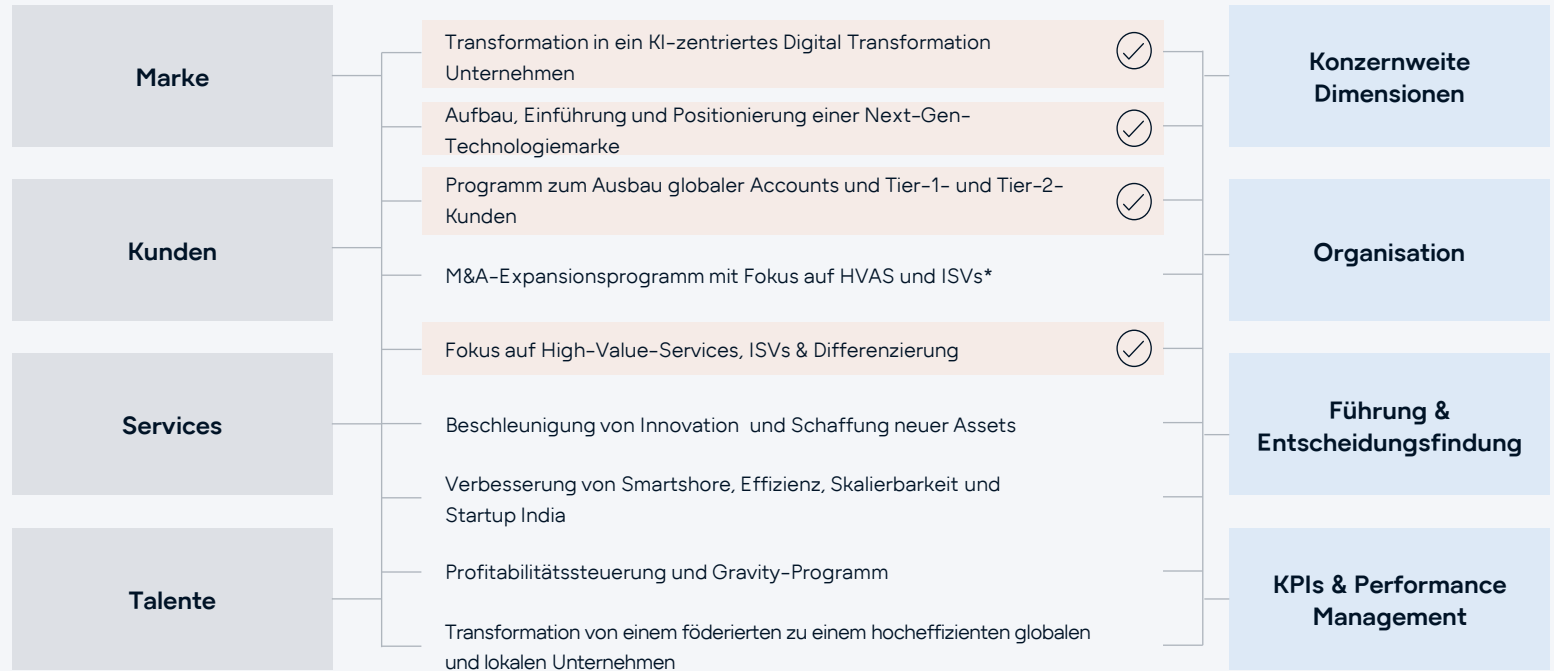 Marke
Kunden
Services
Talente
Transformation in ein KI-zentriertes Digital Transformation
Unternehmen
Aufbau, Einführung und Positionierung einer Next-Gen-
Technologiemarke
Programm zum Ausbau globaler Accounts und Tier-1- und Tier-2-
Kunden
M&A-Expansionsprogramm mit Fokus auf HVAS und ISVs*
Fokus auf High-Value-Services, ISVs & Differenzierung
Beschleunigung von Innovation  und Schaffung neuer Assets
Verbesserung von Smartshore, Effizienz, Skalierbarkeit und
Startup India
Profitabilitätssteuerung und Gravity-Programm
Transformation von einem föderierten zu einem hocheffizienten globalen
und lokalen Unternehmen
Konzernweite
Dimensionen
Organisation
Führung &
Entscheidungsfindung
KPIs & Performance
Management